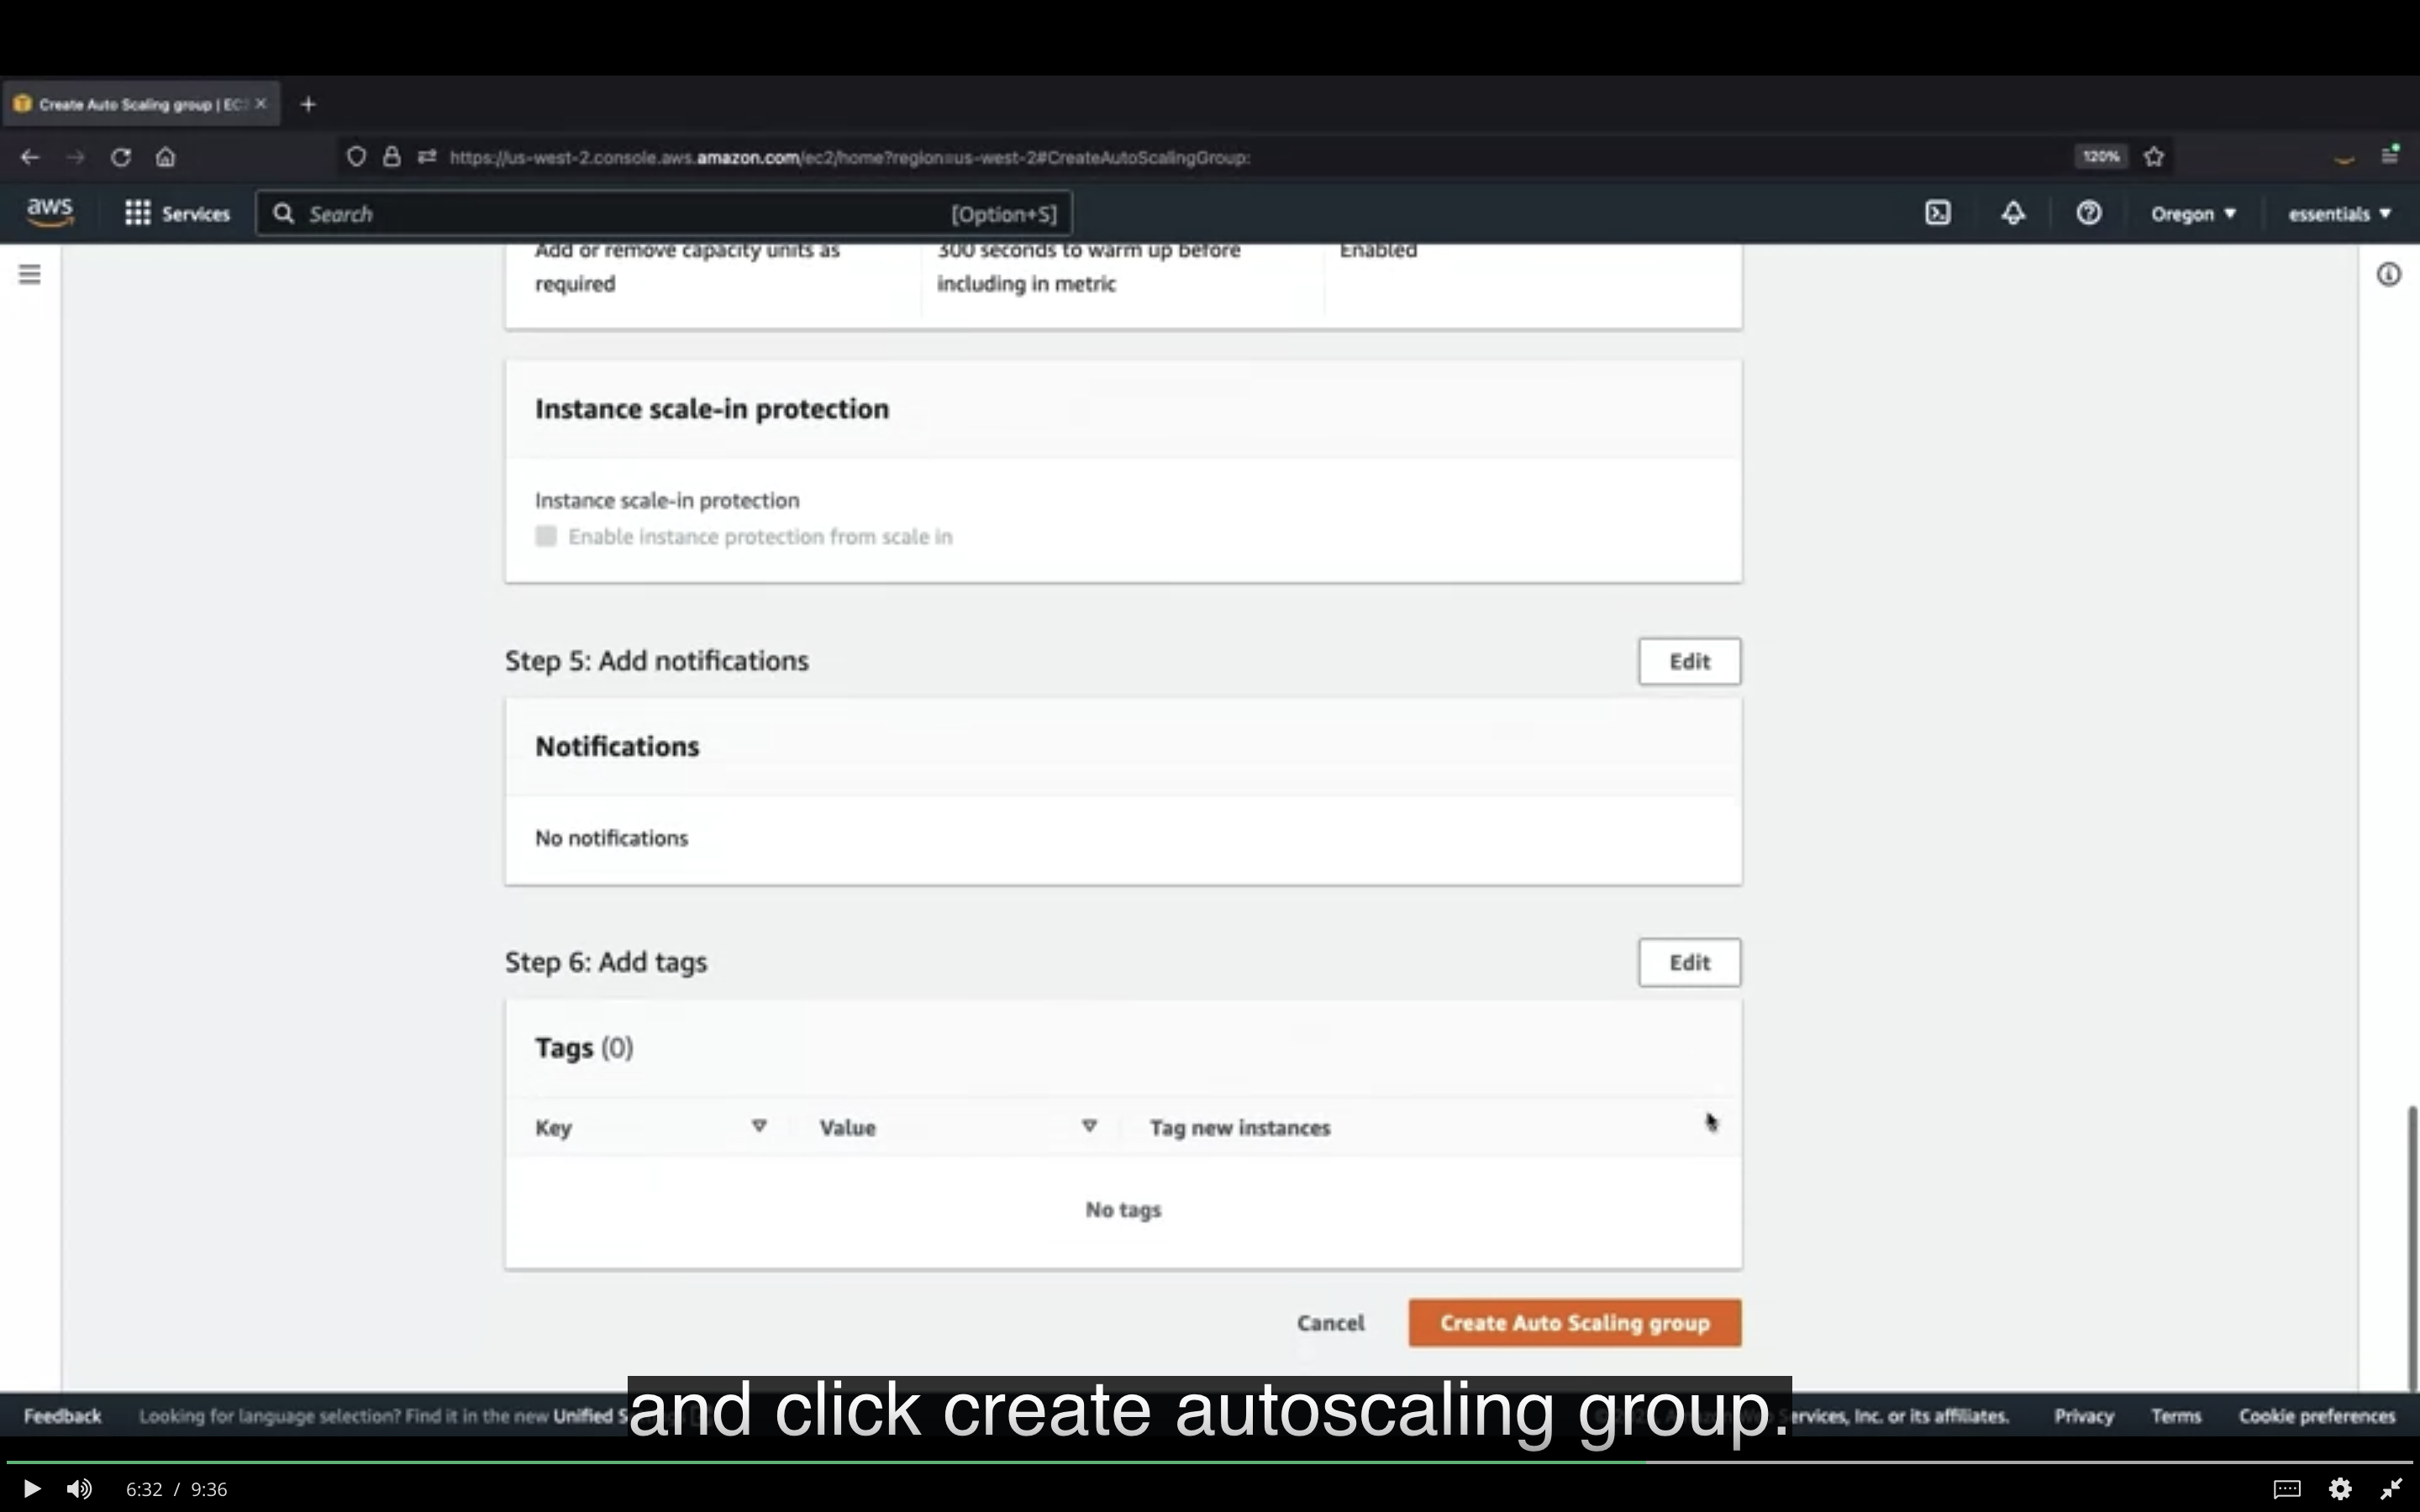 Create Auto Scaling group | EC
https://us-west-2.console.aws.amazon.com/ec2/home?region=us-west-2#CreateAutoScalingGroup:
120%
aws
Services
Search
[Option+S]
Oregon
essentials
Add or remove capacity units as
required
300 seconds to warm up before
including in metric
Enabled
Instance scale-in protection
Instance scale-in protection
Enable instance protection from scale in
Step 5: Add notifications
Edit
Notifications
No notifications
Step 6: Add tags
Edit
Tags (0)
Key
Value
Tag new instances
No tags
Cancel
Create Auto Scaling group
and click create autoscaling group.
Feedback
Looking for language selection? Find it in the new Unified S
ervices, Inc. or its affiliates.
Privacy
Terms
Cookie preferences
6:32 / 9:36